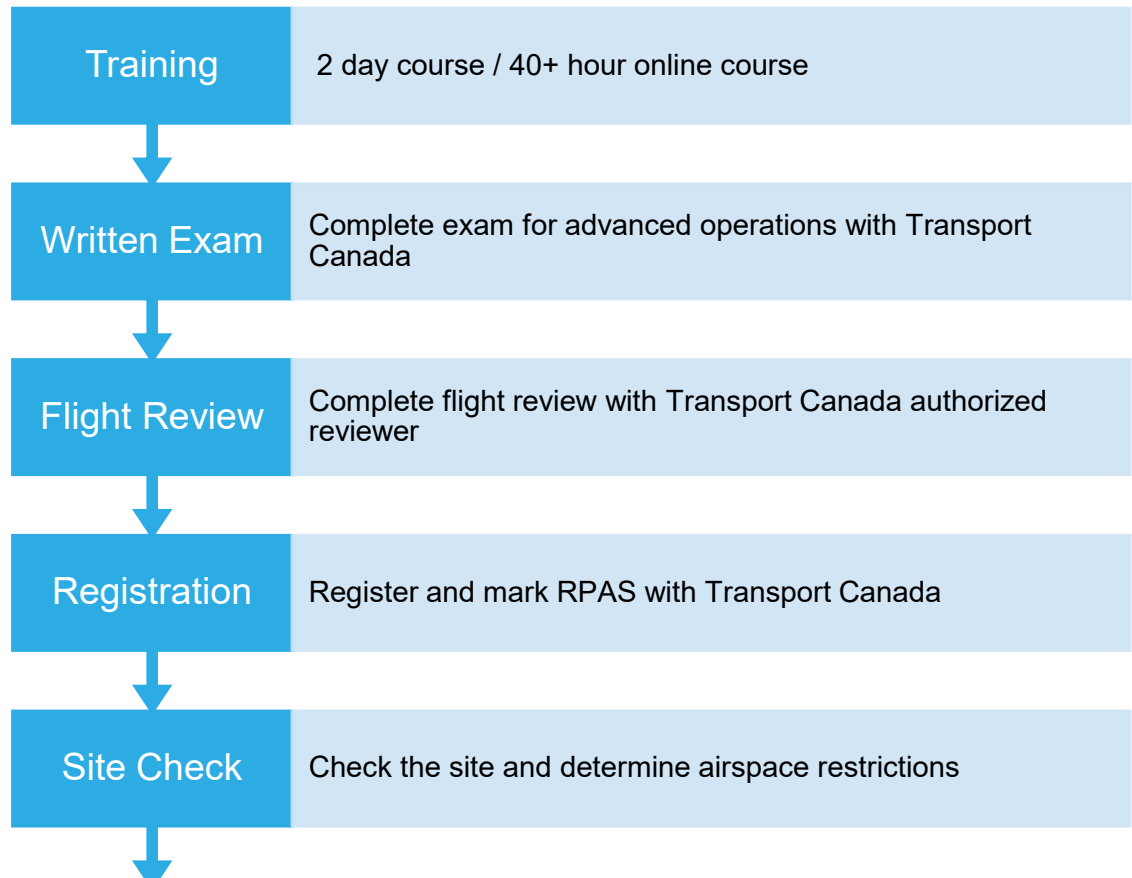 Training
2 day course / 40+ hour online course
Written Exam
Complete exam for advanced operations with Transport
Canada
Flight Review
Complete flight review with Transport Canada authorized
reviewer
Registration
Register and mark RPAS with Transport Canada
Site Check
Check the site and determine airspace restrictions